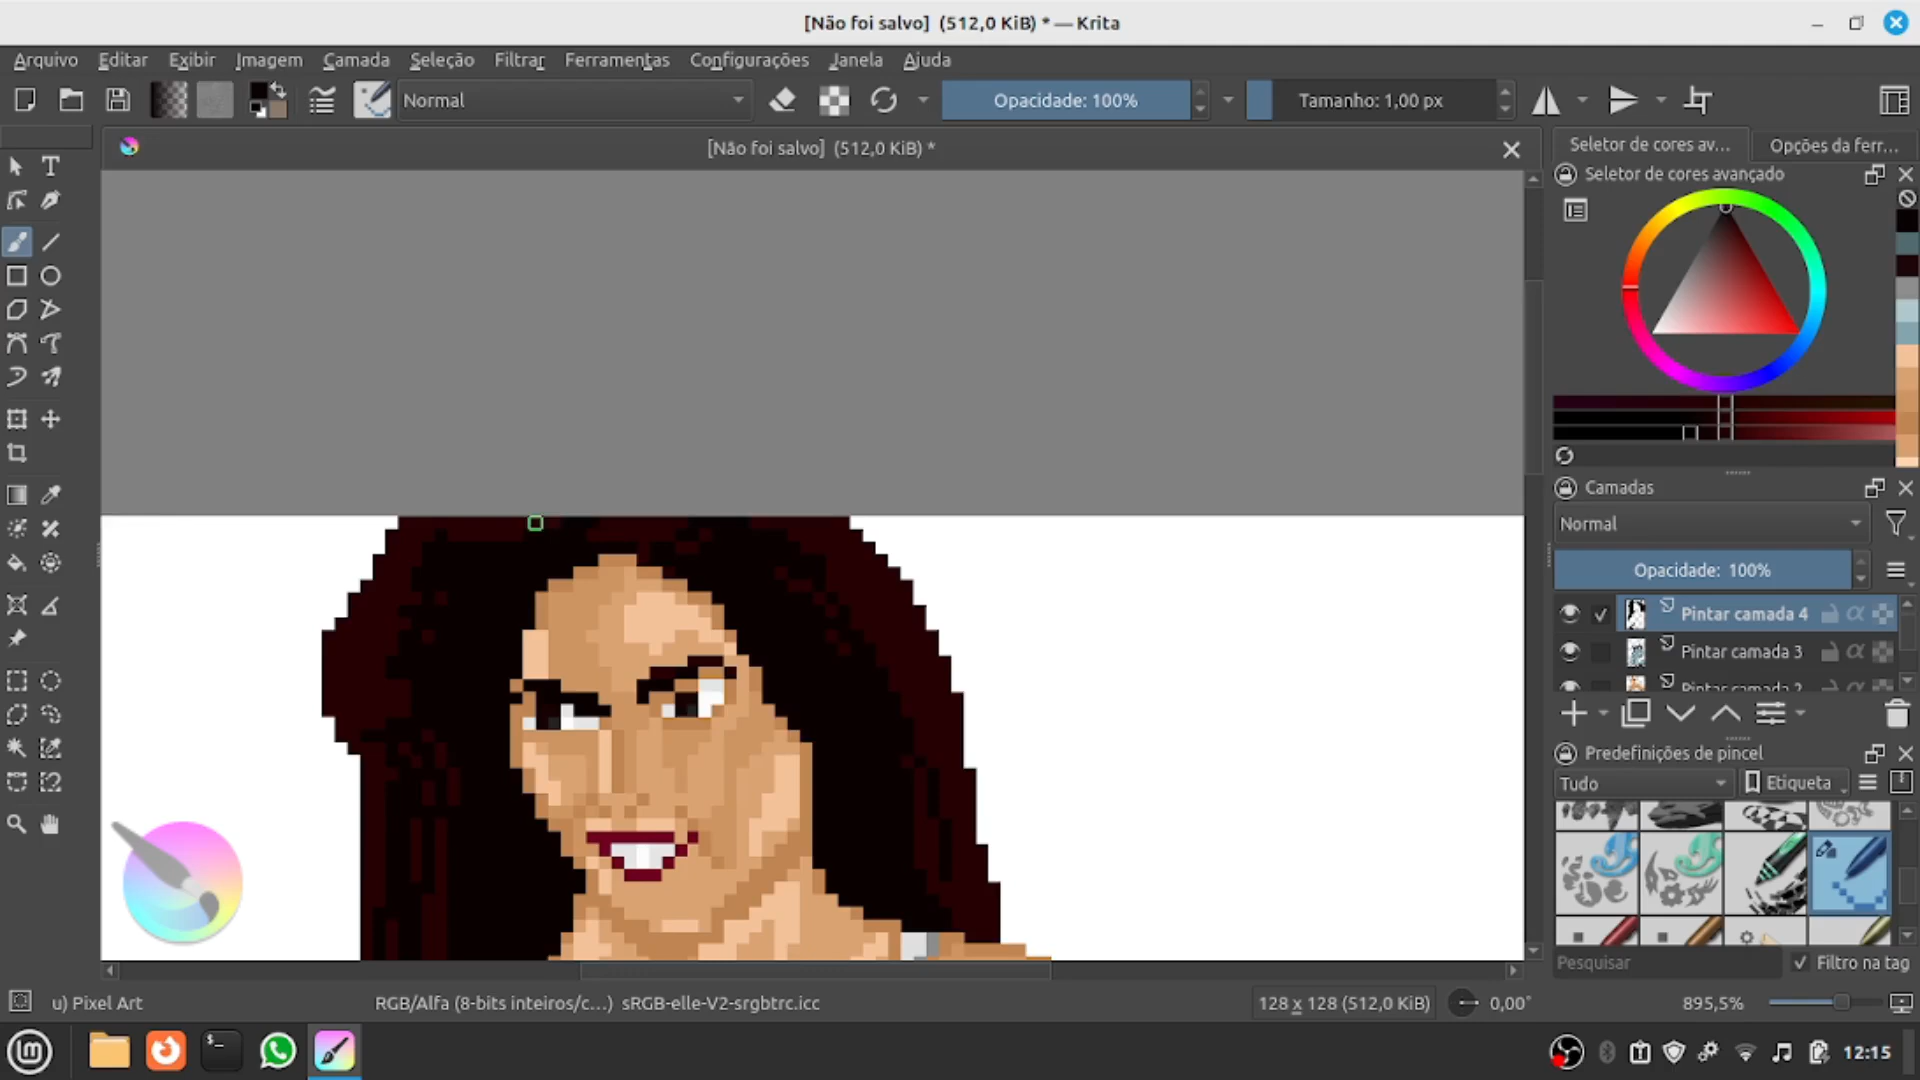 [Não foi salvo] (512,0 KiB) * — Krita
Arquivo Editar Exibir Imagem Camada Seleção Filtrar Ferramentas Configurações Janela Ajuda
Normal
Opacidade: 100%
Tamanho: 1,00 px
[Não foi salvo] (512,0 KiB) *
Seletor de cores av... Opções da ferr...
Seletor de cores avançado
Camadas
Normal
Opacidade: 100%
Pintar camada 4
Pintar camada 3
Pintar camada 2
Predefinições de pincel
Tudo Etiqueta
Pesquisar Filtro na tag
u) Pixel Art RGB/Alfa (8-bits inteiros/c...) sRGB-elle-V2-srgbtrc.icc 128 x 128 (512,0 KiB) 0,00° 895,5%
12:15